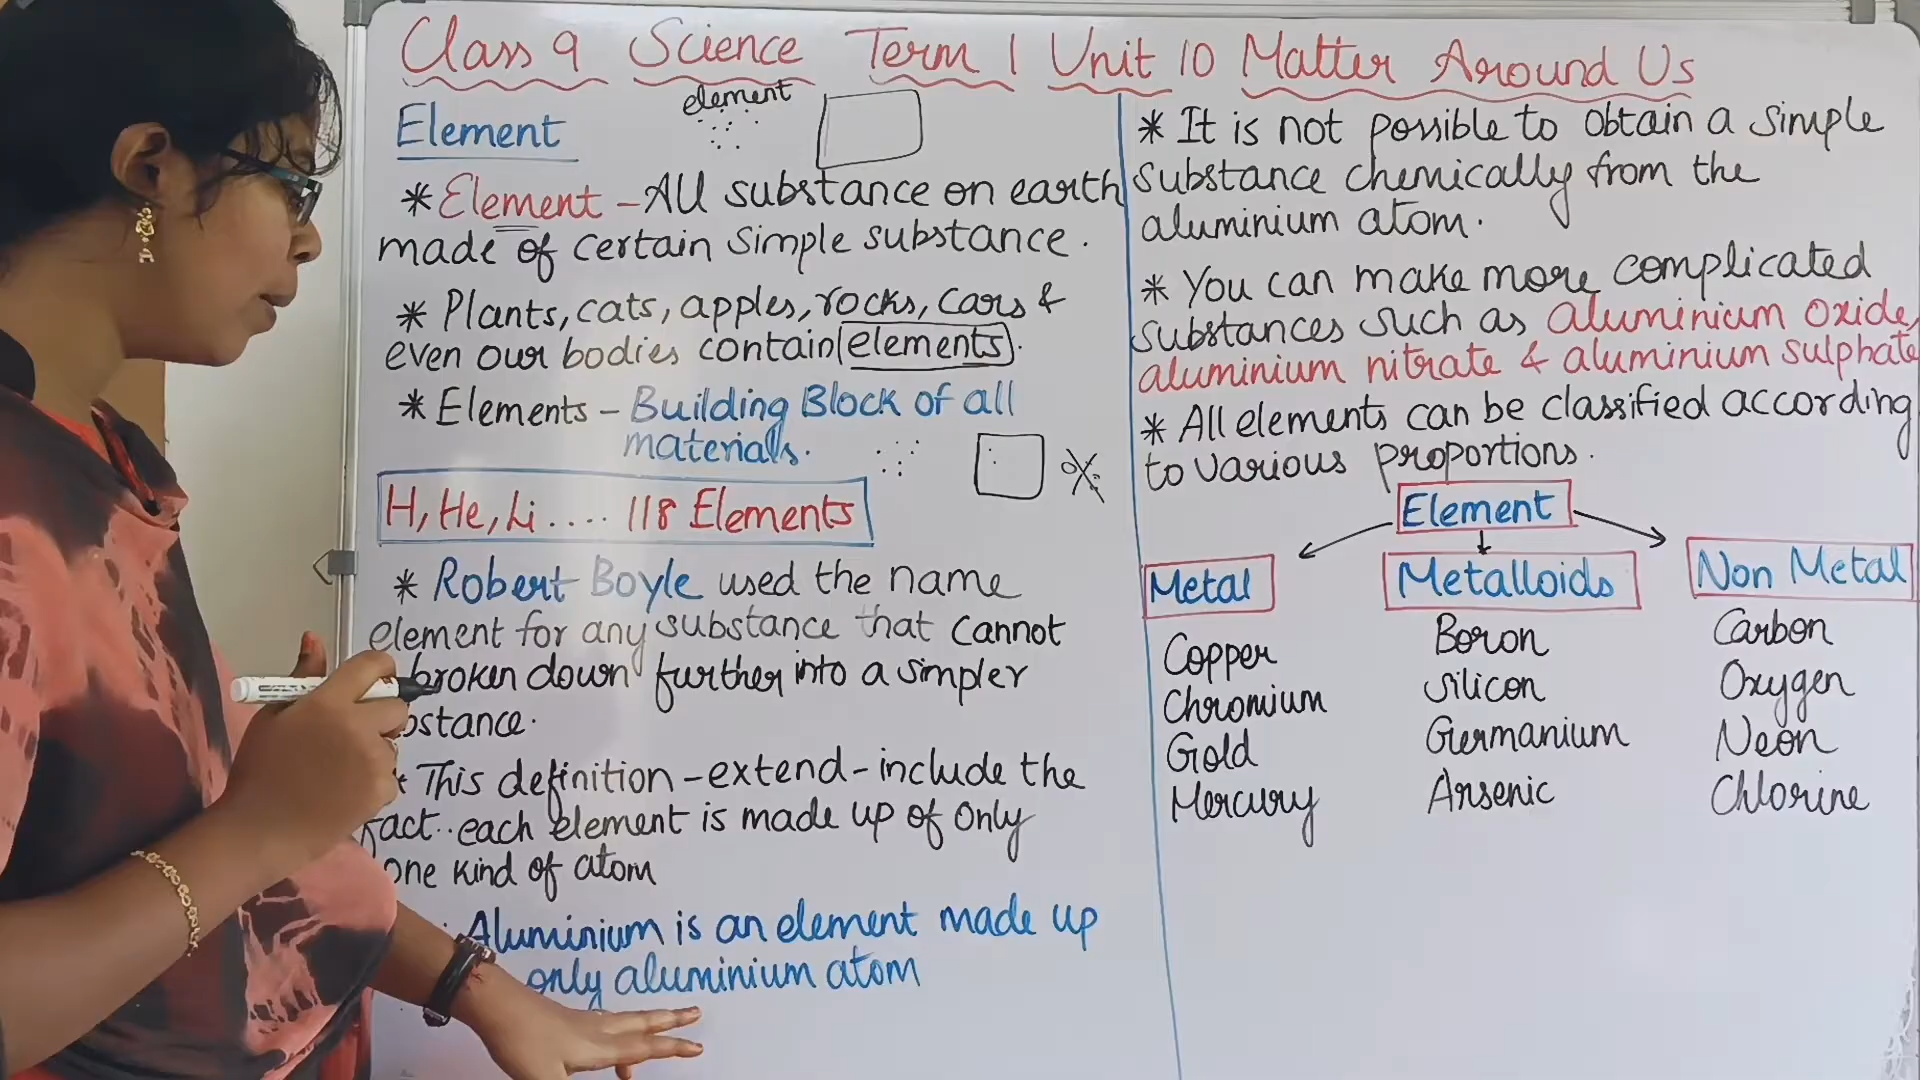 Class 9 Science Term 1 Unit 10 Matter Around Us
element
Element
* Element - All substance on earth
made of certain simple substance.
* Plants, cats, apples, rocks, cars &
even our bodies contain elements.
* Elements - Building Block of all
materials.
H, He, Li .... 118 Elements
* Robert Boyle used the name
element for any substance that cannot
broken down further into a simpler
* This definition - extend - include the
fact.. each element is made up of only
one kind of atom
Aluminium is an element made up
only aluminium atom
* It is not possible to obtain a simple
substance chemically from the
aluminium atom.
* You can make more complicated
substances such as aluminium oxide,
aluminium nitrate & aluminium sulphate
* All elements can be classified according
to various proportions.
Element
Metal Metalloids Non Metal
Copper Boron Carbon
Chromium Silicon Oxygen
Gold Germanium Neon
Mercury Arsenic Chlorine